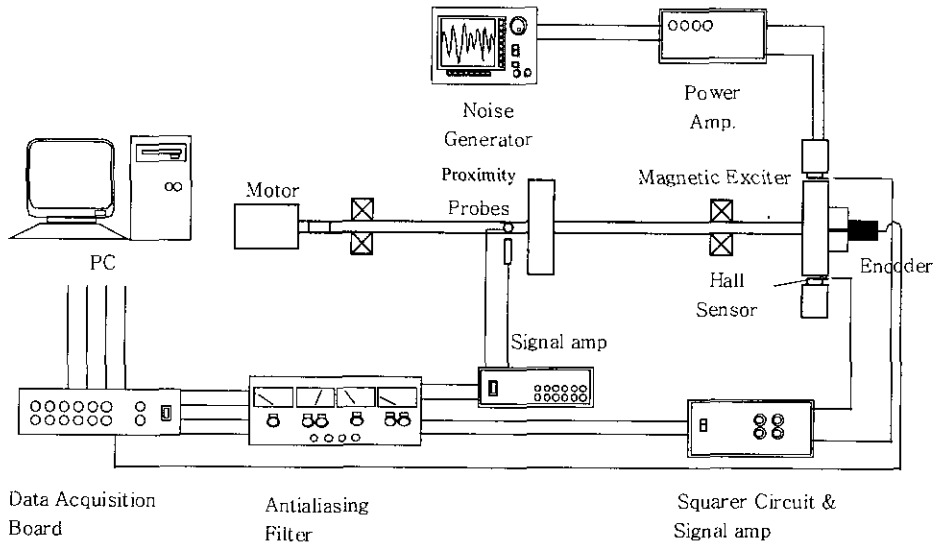 Noise
Generator
Power
Amp.
Motor
Proximity
Probes
Magnetic Exciter
PC
Encoder
Hall
Sensor
Signal amp
Data Acquisition
Board
Antialiasing
Filter
Squarer Circuit &
Signal amp